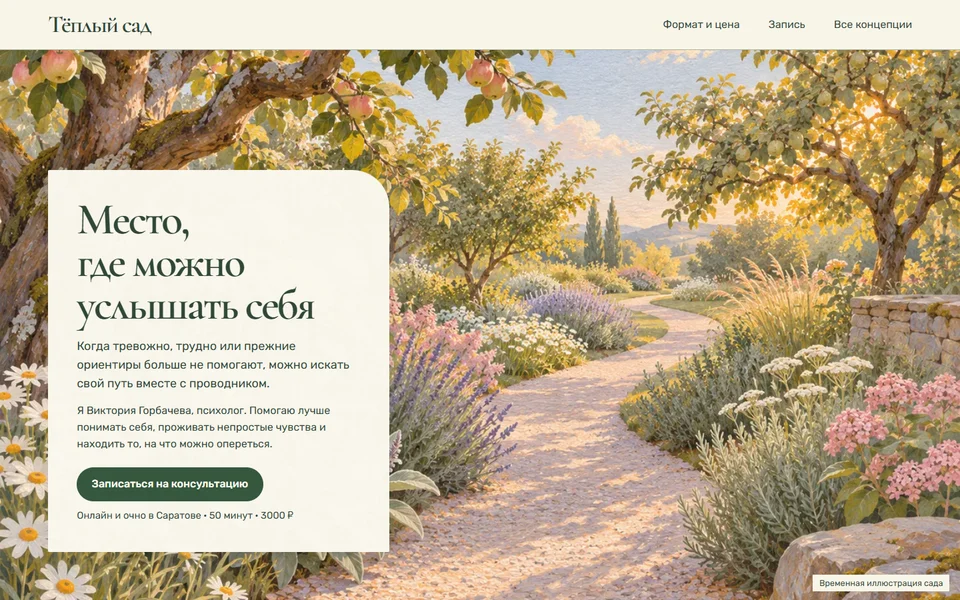 Тёплый сад
Формат и цена
Запись
Все концепции
Место,
где можно
услышать себя
Когда тревожно, трудно или прежние
ориентиры больше не помогают, можно искать
свой путь вместе с проводником.
Я Виктория Горбачева, психолог. Помогаю лучше
понимать себя, проживать непростые чувства и
находить то, на что можно опереться.
Записаться на консультацию
Онлайн и очно в Саратове • 50 минут • 3000 ₽
Временная иллюстрация сада